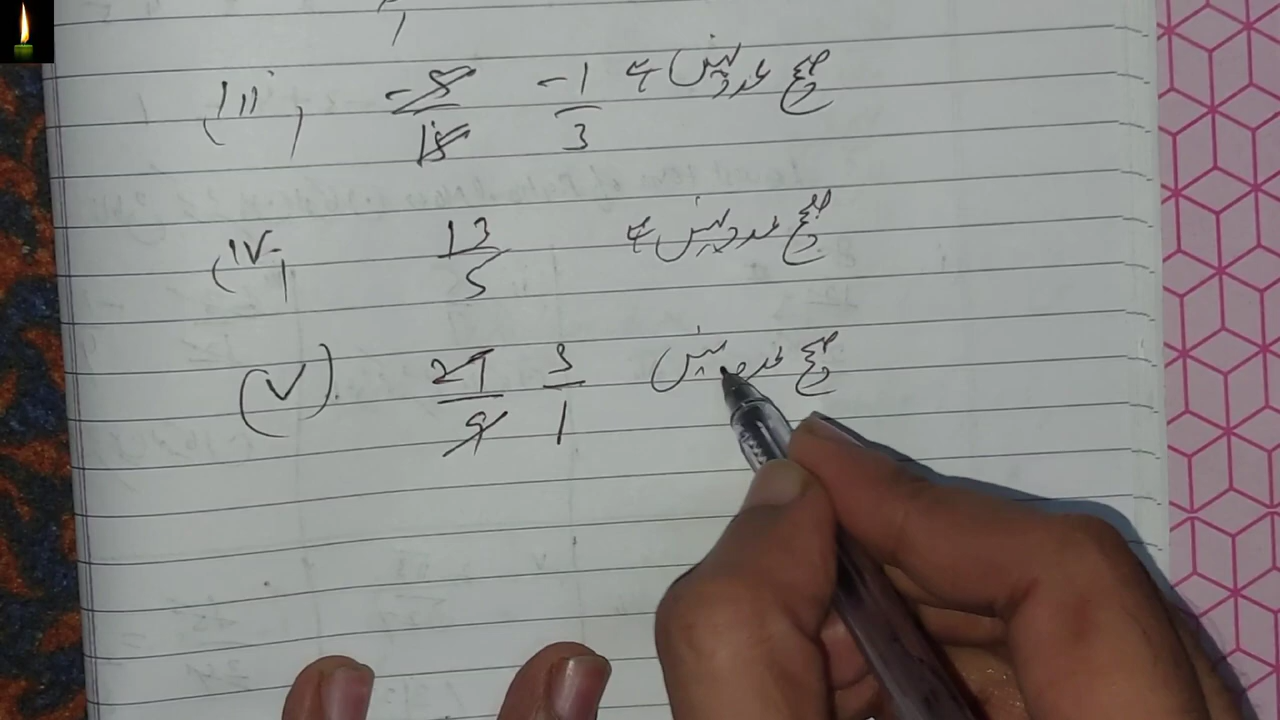 (iii) -5/15 -1/3 صحیح عدد نہیں ہے
(iv) 13/5 صحیح عدد نہیں ہے
(v) 27/9 3/1 صحیح عدد نہیں